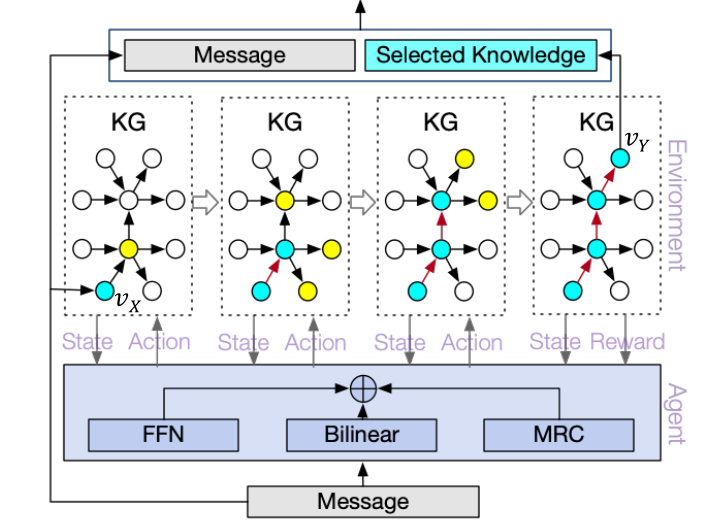 Message Selected Knowledge
KG KG KG KG
v_Y
Environment
v_X
State Action State Action State Action State Reward
Agent
FFN Bilinear MRC
Message